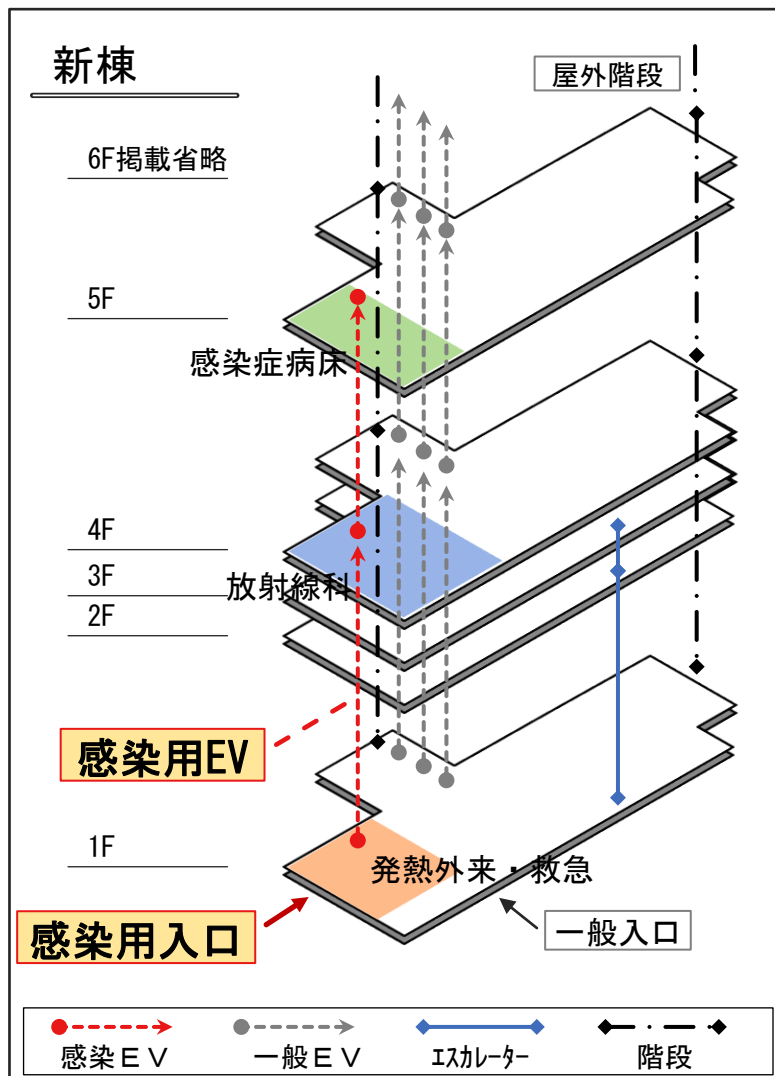 新棟
屋外階段
6F掲載省略
5F
感染症病床
4F
3F
放射線科
2F
感染用EV
1F
発熱外来・救急
感染用入口
一般入口
感染ＥＶ
一般ＥＶ
ｴｽｶﾚｰﾀｰ
階段